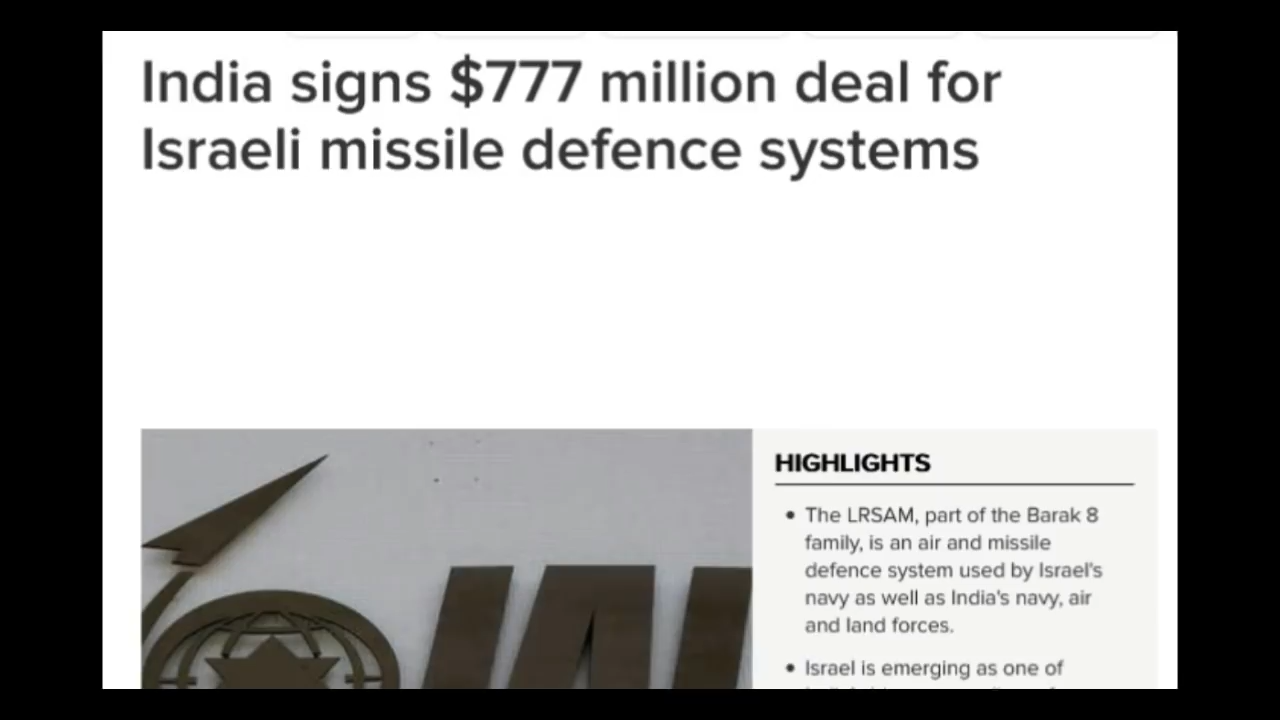 India signs $777 million deal for
Israeli missile defence systems
HIGHLIGHTS
• The LRSAM, part of the Barak 8
family, is an air and missile
defence system used by Israel's
navy as well as India's navy, air
and land forces.
• Israel is emerging as one of
IAI